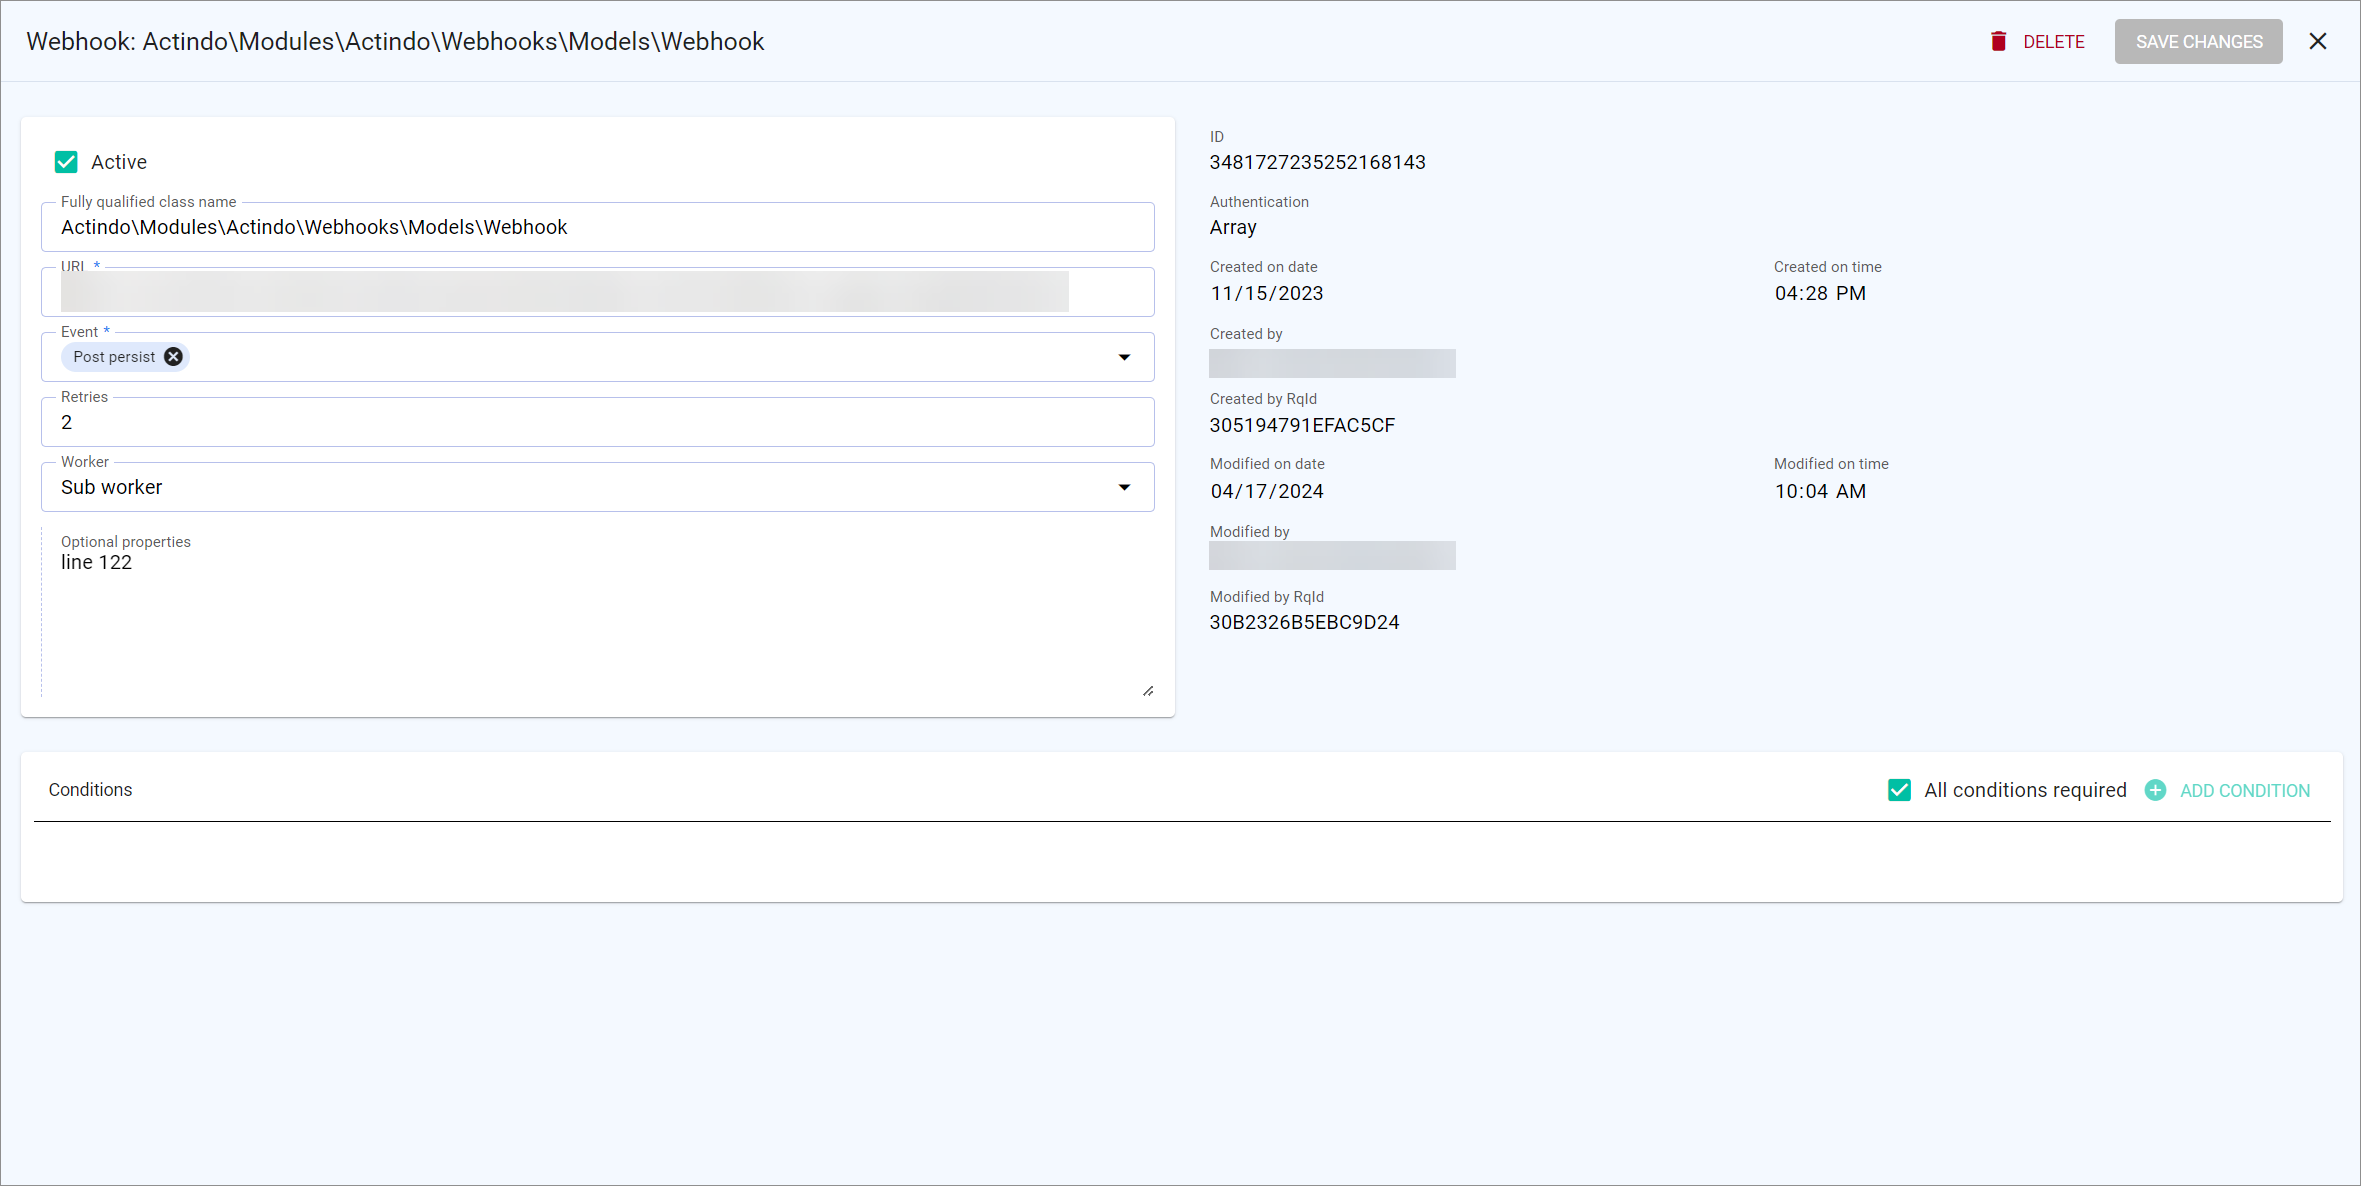 Webhook: Actindo\Modules\Actindo\Webhooks\Models\Webhook
DELETE
SAVE CHANGES
Active
Fully qualified class name
Actindo\Modules\Actindo\Webhooks\Models\Webhook
URL *
Event *
Post persist
Retries
2
Worker
Sub worker
Optional properties
line 122
ID
3481727235252168143
Authentication
Array
Created on date
11/15/2023
Created on time
04:28 PM
Created by
Created by RqId
305194791EFAC5CF
Modified on date
04/17/2024
Modified on time
10:04 AM
Modified by
Modified by RqId
30B2326B5EBC9D24
Conditions
All conditions required
ADD CONDITION